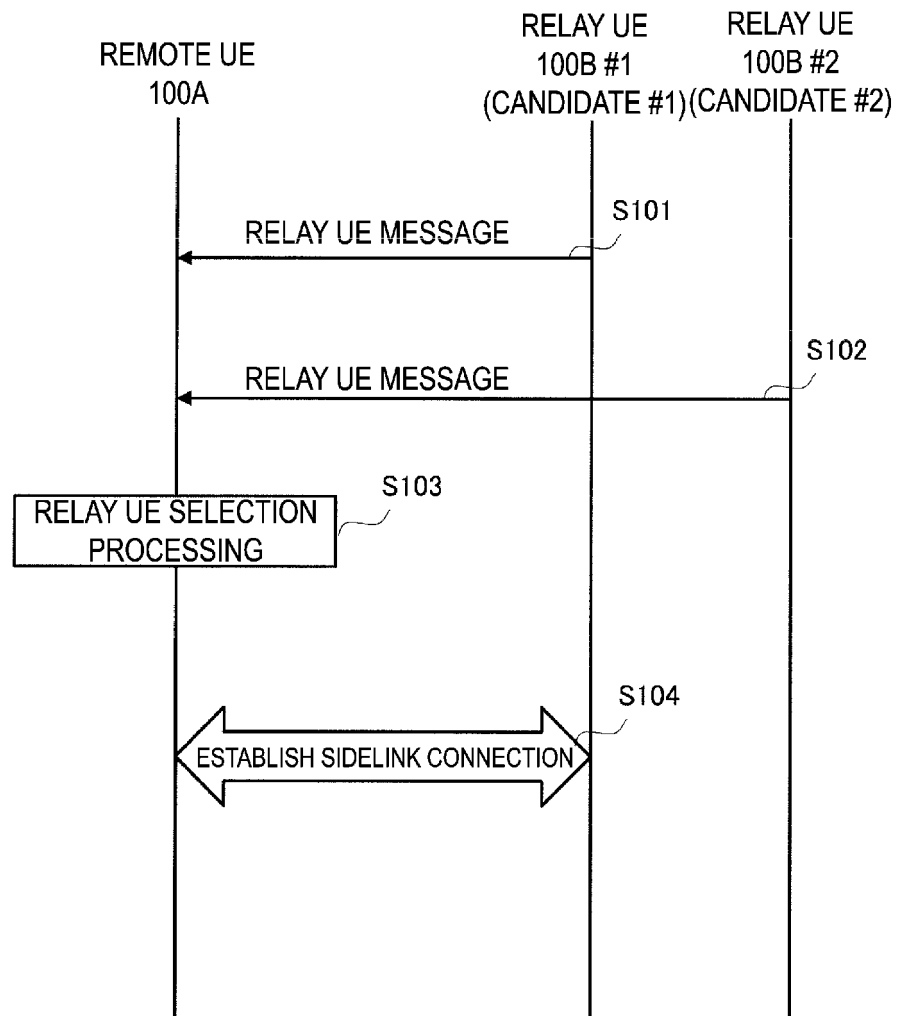 REMOTE UE
100A
RELAY UE
100B #1
(CANDIDATE #1)
RELAY UE
100B #2
(CANDIDATE #2)
S101
RELAY UE MESSAGE
S102
RELAY UE MESSAGE
S103
RELAY UE SELECTION
PROCESSING
S104
ESTABLISH SIDELINK CONNECTION